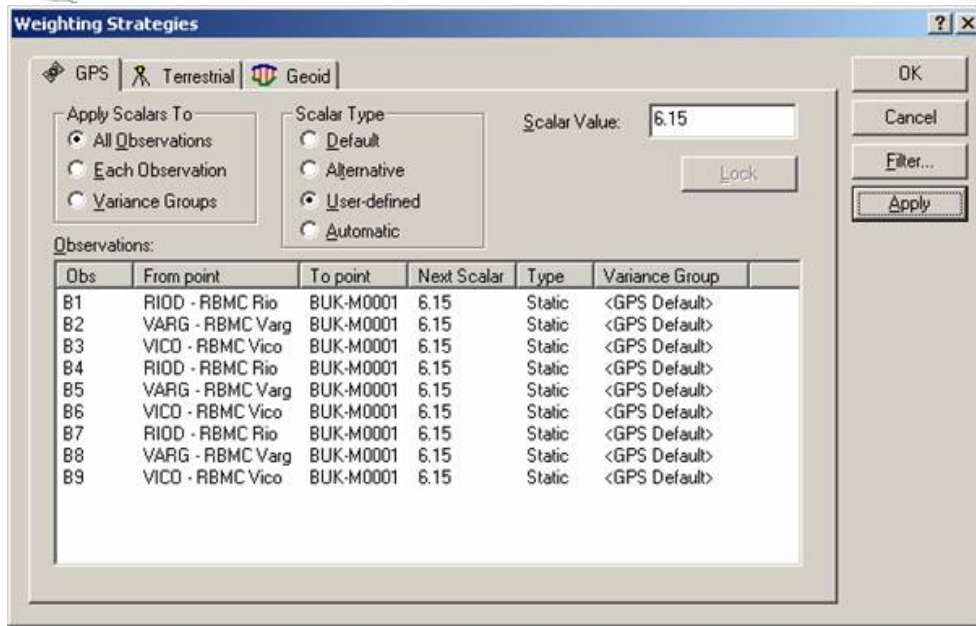 Weighting Strategies
GPS Terrestrial Geoid
Apply Scalars To
All Observations
Each Observation
Variance Groups
Scalar Type
Default
Alternative
User-defined
Automatic
Scalar Value: 6.15
Lock
OK
Cancel
Filter...
Apply
Observations:
Obs From point To point Next Scalar Type Variance Group
B1 RIOD - RBMC Rio BUK-M0001 6.15 Static <GPS Default>
B2 VARG - RBMC Varg BUK-M0001 6.15 Static <GPS Default>
B3 VICO - RBMC Vico BUK-M0001 6.15 Static <GPS Default>
B4 RIOD - RBMC Rio BUK-M0001 6.15 Static <GPS Default>
B5 VARG - RBMC Varg BUK-M0001 6.15 Static <GPS Default>
B6 VICO - RBMC Vico BUK-M0001 6.15 Static <GPS Default>
B7 RIOD - RBMC Rio BUK-M0001 6.15 Static <GPS Default>
B8 VARG - RBMC Varg BUK-M0001 6.15 Static <GPS Default>
B9 VICO - RBMC Vico BUK-M0001 6.15 Static <GPS Default>